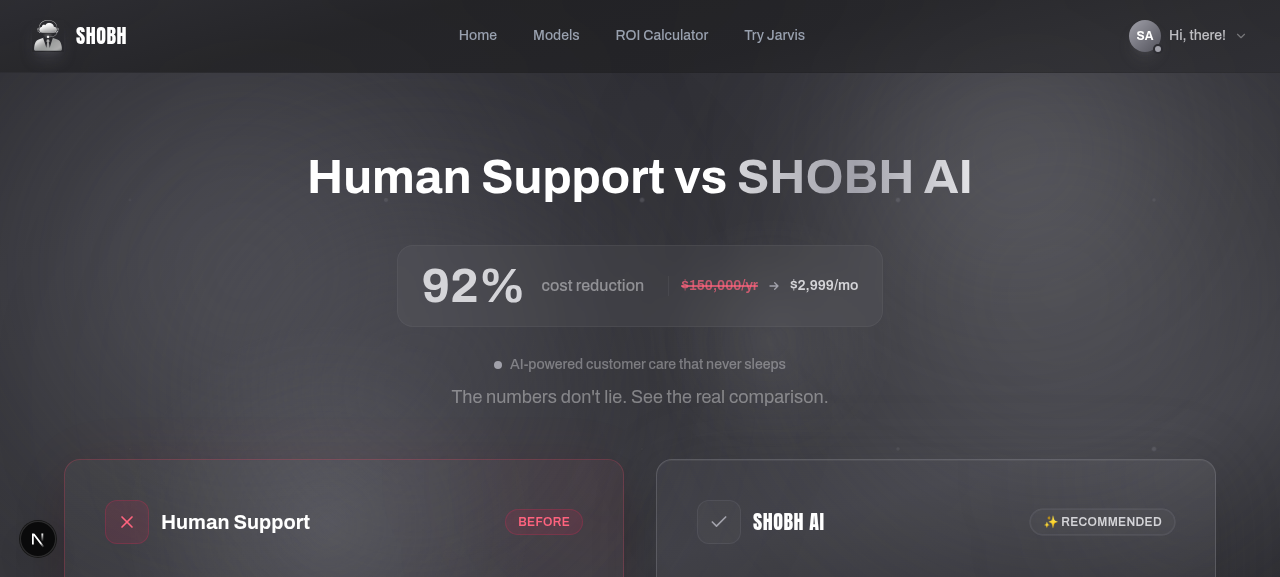 SHOBH
Home Models ROI Calculator Try Jarvis
SA Hi, there!
Human Support vs SHOBH AI
92% cost reduction $150,000/yr → $2,999/mo
AI-powered customer care that never sleeps
The numbers don't lie. See the real comparison.
Human Support BEFORE
SHOBH AI ✨ RECOMMENDED
N